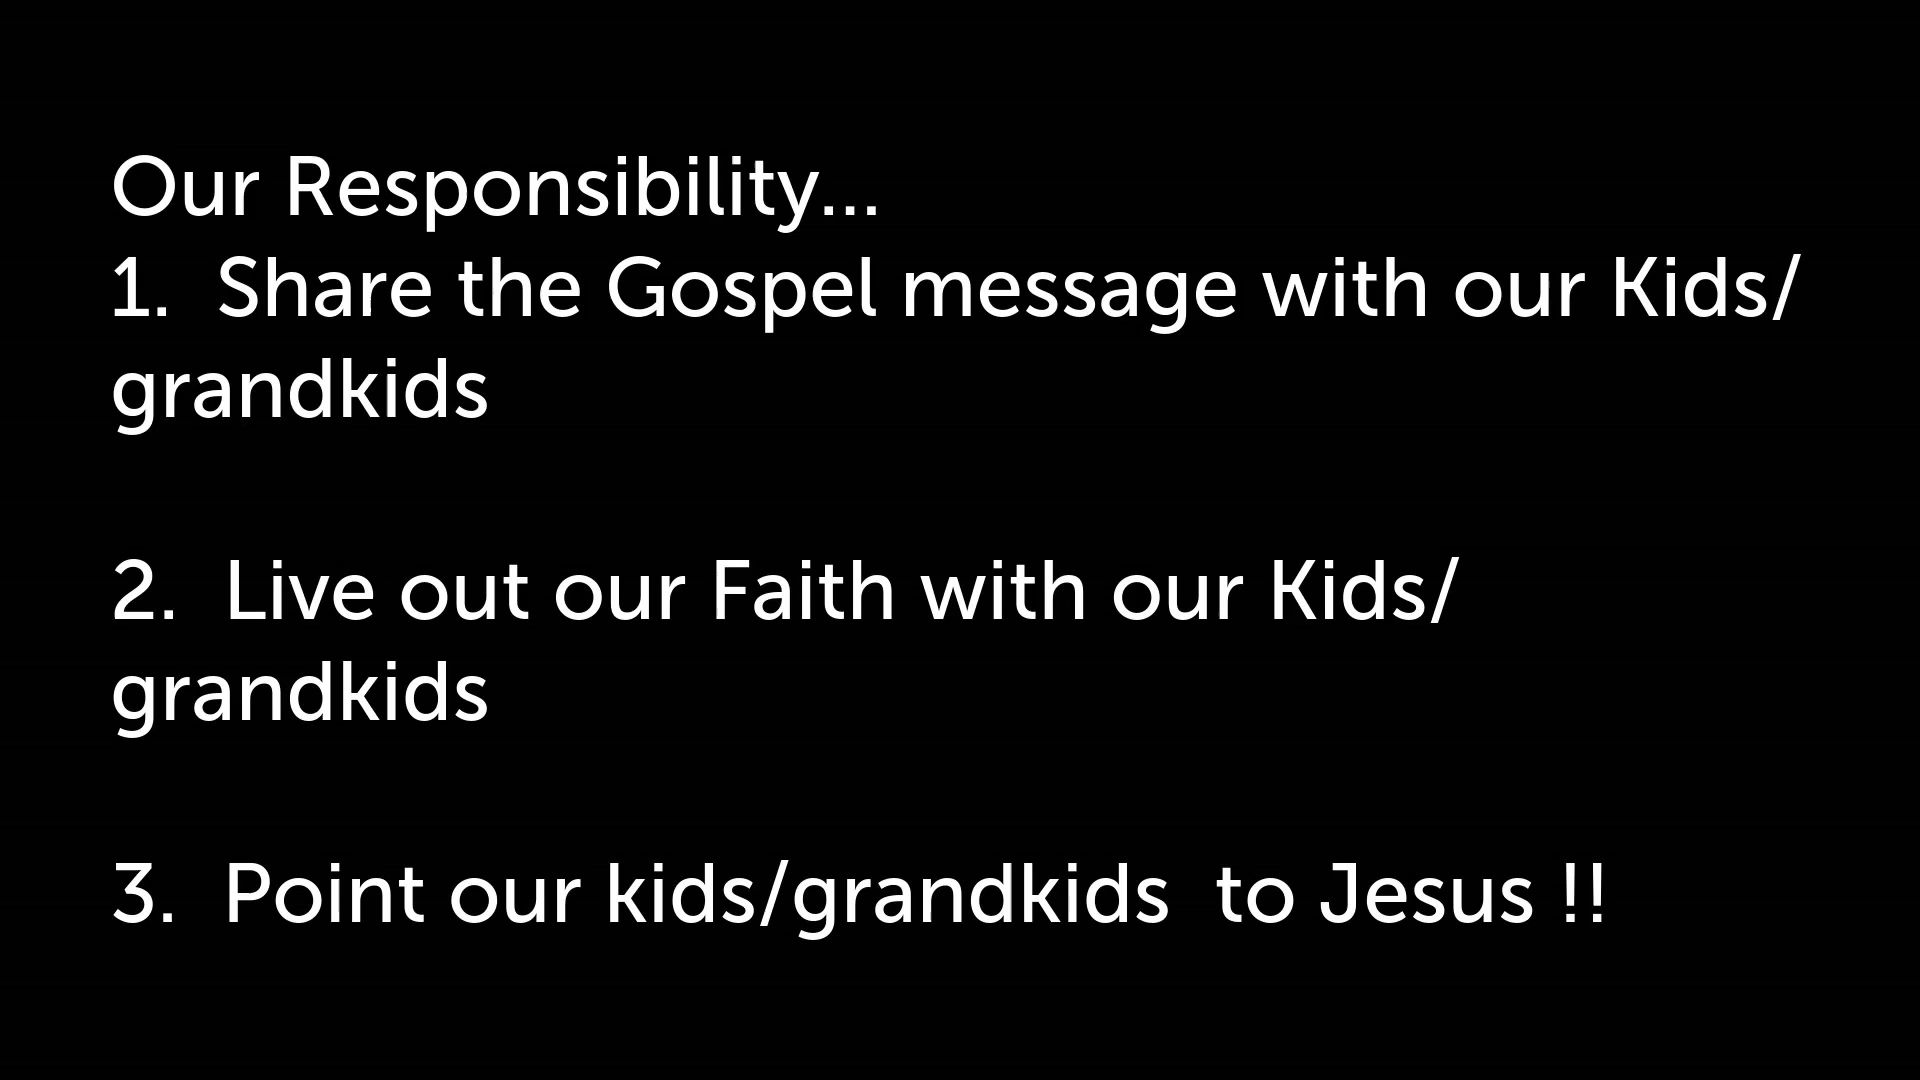 Our Responsibility...
1.  Share the Gospel message with our Kids/
grandkids
2.  Live out our Faith with our Kids/
grandkids
3.  Point our kids/grandkids  to Jesus !!